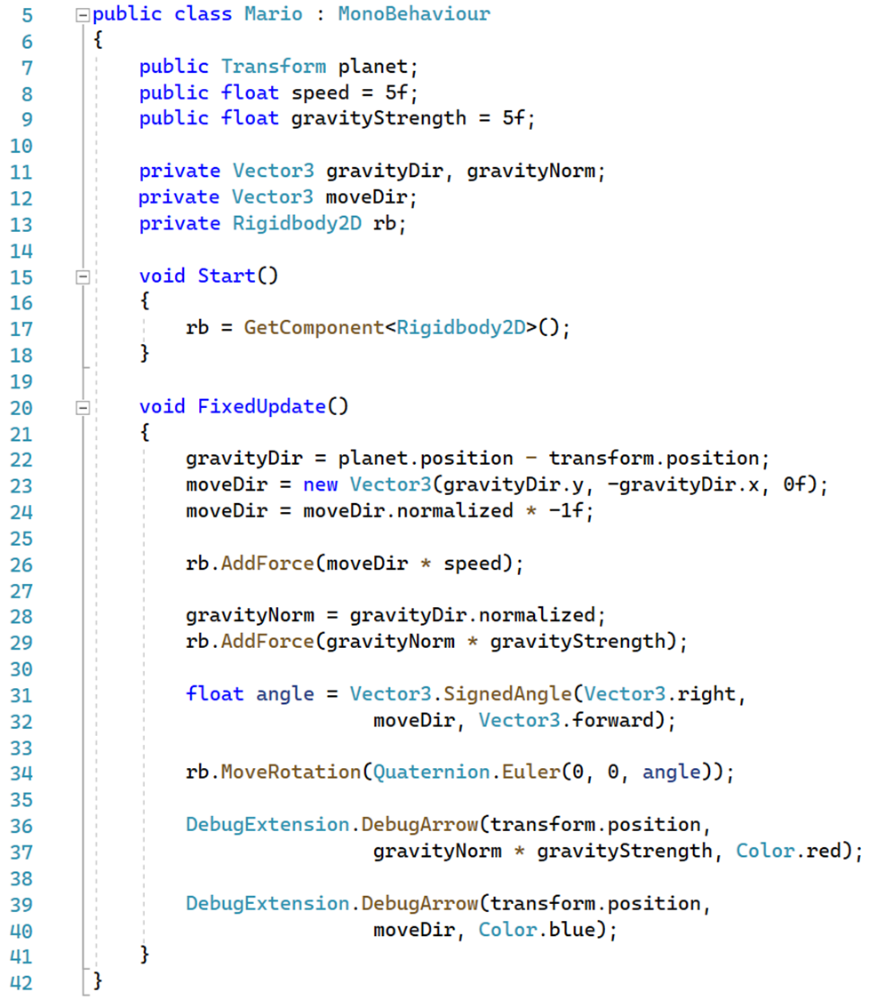 5 public class Mario : MonoBehaviour
6 {
7 public Transform planet;
8 public float speed = 5f;
9 public float gravityStrength = 5f;
10
11 private Vector3 gravityDir, gravityNorm;
12 private Vector3 moveDir;
13 private Rigidbody2D rb;
14
15 void Start()
16 {
17 rb = GetComponent<Rigidbody2D>();
18 }
19
20 void FixedUpdate()
21 {
22 gravityDir = planet.position - transform.position;
23 moveDir = new Vector3(gravityDir.y, -gravityDir.x, 0f);
24 moveDir = moveDir.normalized * -1f;
25
26 rb.AddForce(moveDir * speed);
27
28 gravityNorm = gravityDir.normalized;
29 rb.AddForce(gravityNorm * gravityStrength);
30
31 float angle = Vector3.SignedAngle(Vector3.right,
32 moveDir, Vector3.forward);
33
34 rb.MoveRotation(Quaternion.Euler(0, 0, angle));
35
36 DebugExtension.DebugArrow(transform.position,
37 gravityNorm * gravityStrength, Color.red);
38
39 DebugExtension.DebugArrow(transform.position,
40 moveDir, Color.blue);
41 }
42 }